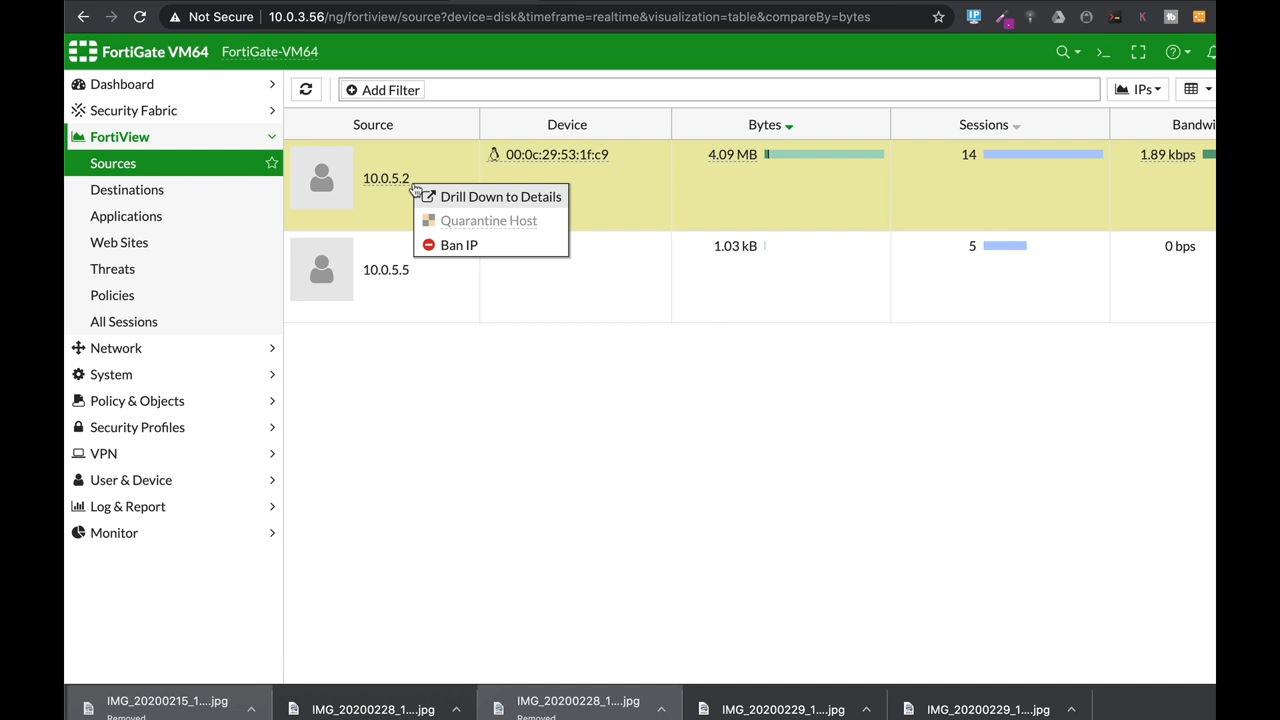 Not Secure 10.0.3.56/ng/fortiview/source?device=disk&timeframe=realtime&visualization=table&compareBy=bytes
FortiGate VM64 FortiGate-VM64
Dashboard
Security Fabric
FortiView
Sources
Destinations
Applications
Web Sites
Threats
Policies
All Sessions
Network
System
Policy & Objects
Security Profiles
VPN
User & Device
Log & Report
Monitor
Add Filter IPs
Source Device Bytes Sessions Bandwi
10.0.5.2 00:0c:29:53:1f:c9 4.09 MB 14 1.89 kbps
Drill Down to Details
Quarantine Host
Ban IP
10.0.5.5 1.03 kB 5 0 bps
IMG_20200215_1....jpg
Removed
IMG_20200228_1....jpg
IMG_20200228_1....jpg
Removed
IMG_20200229_1....jpg
IMG_20200229_1....jpg